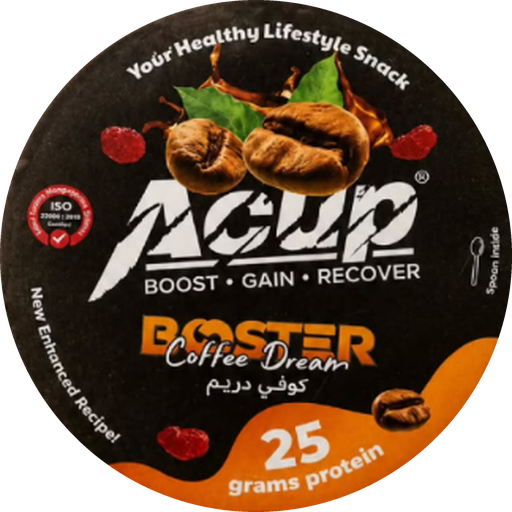 Your Healthy Lifestyle Snack
Acup®
BOOST • GAIN • RECOVER
ISO
22000 : 2018
Certified
Spoon inside
BOOSTER
Coffee Dream
كوفي دريم
New Enhanced Recipe!
25
grams protein